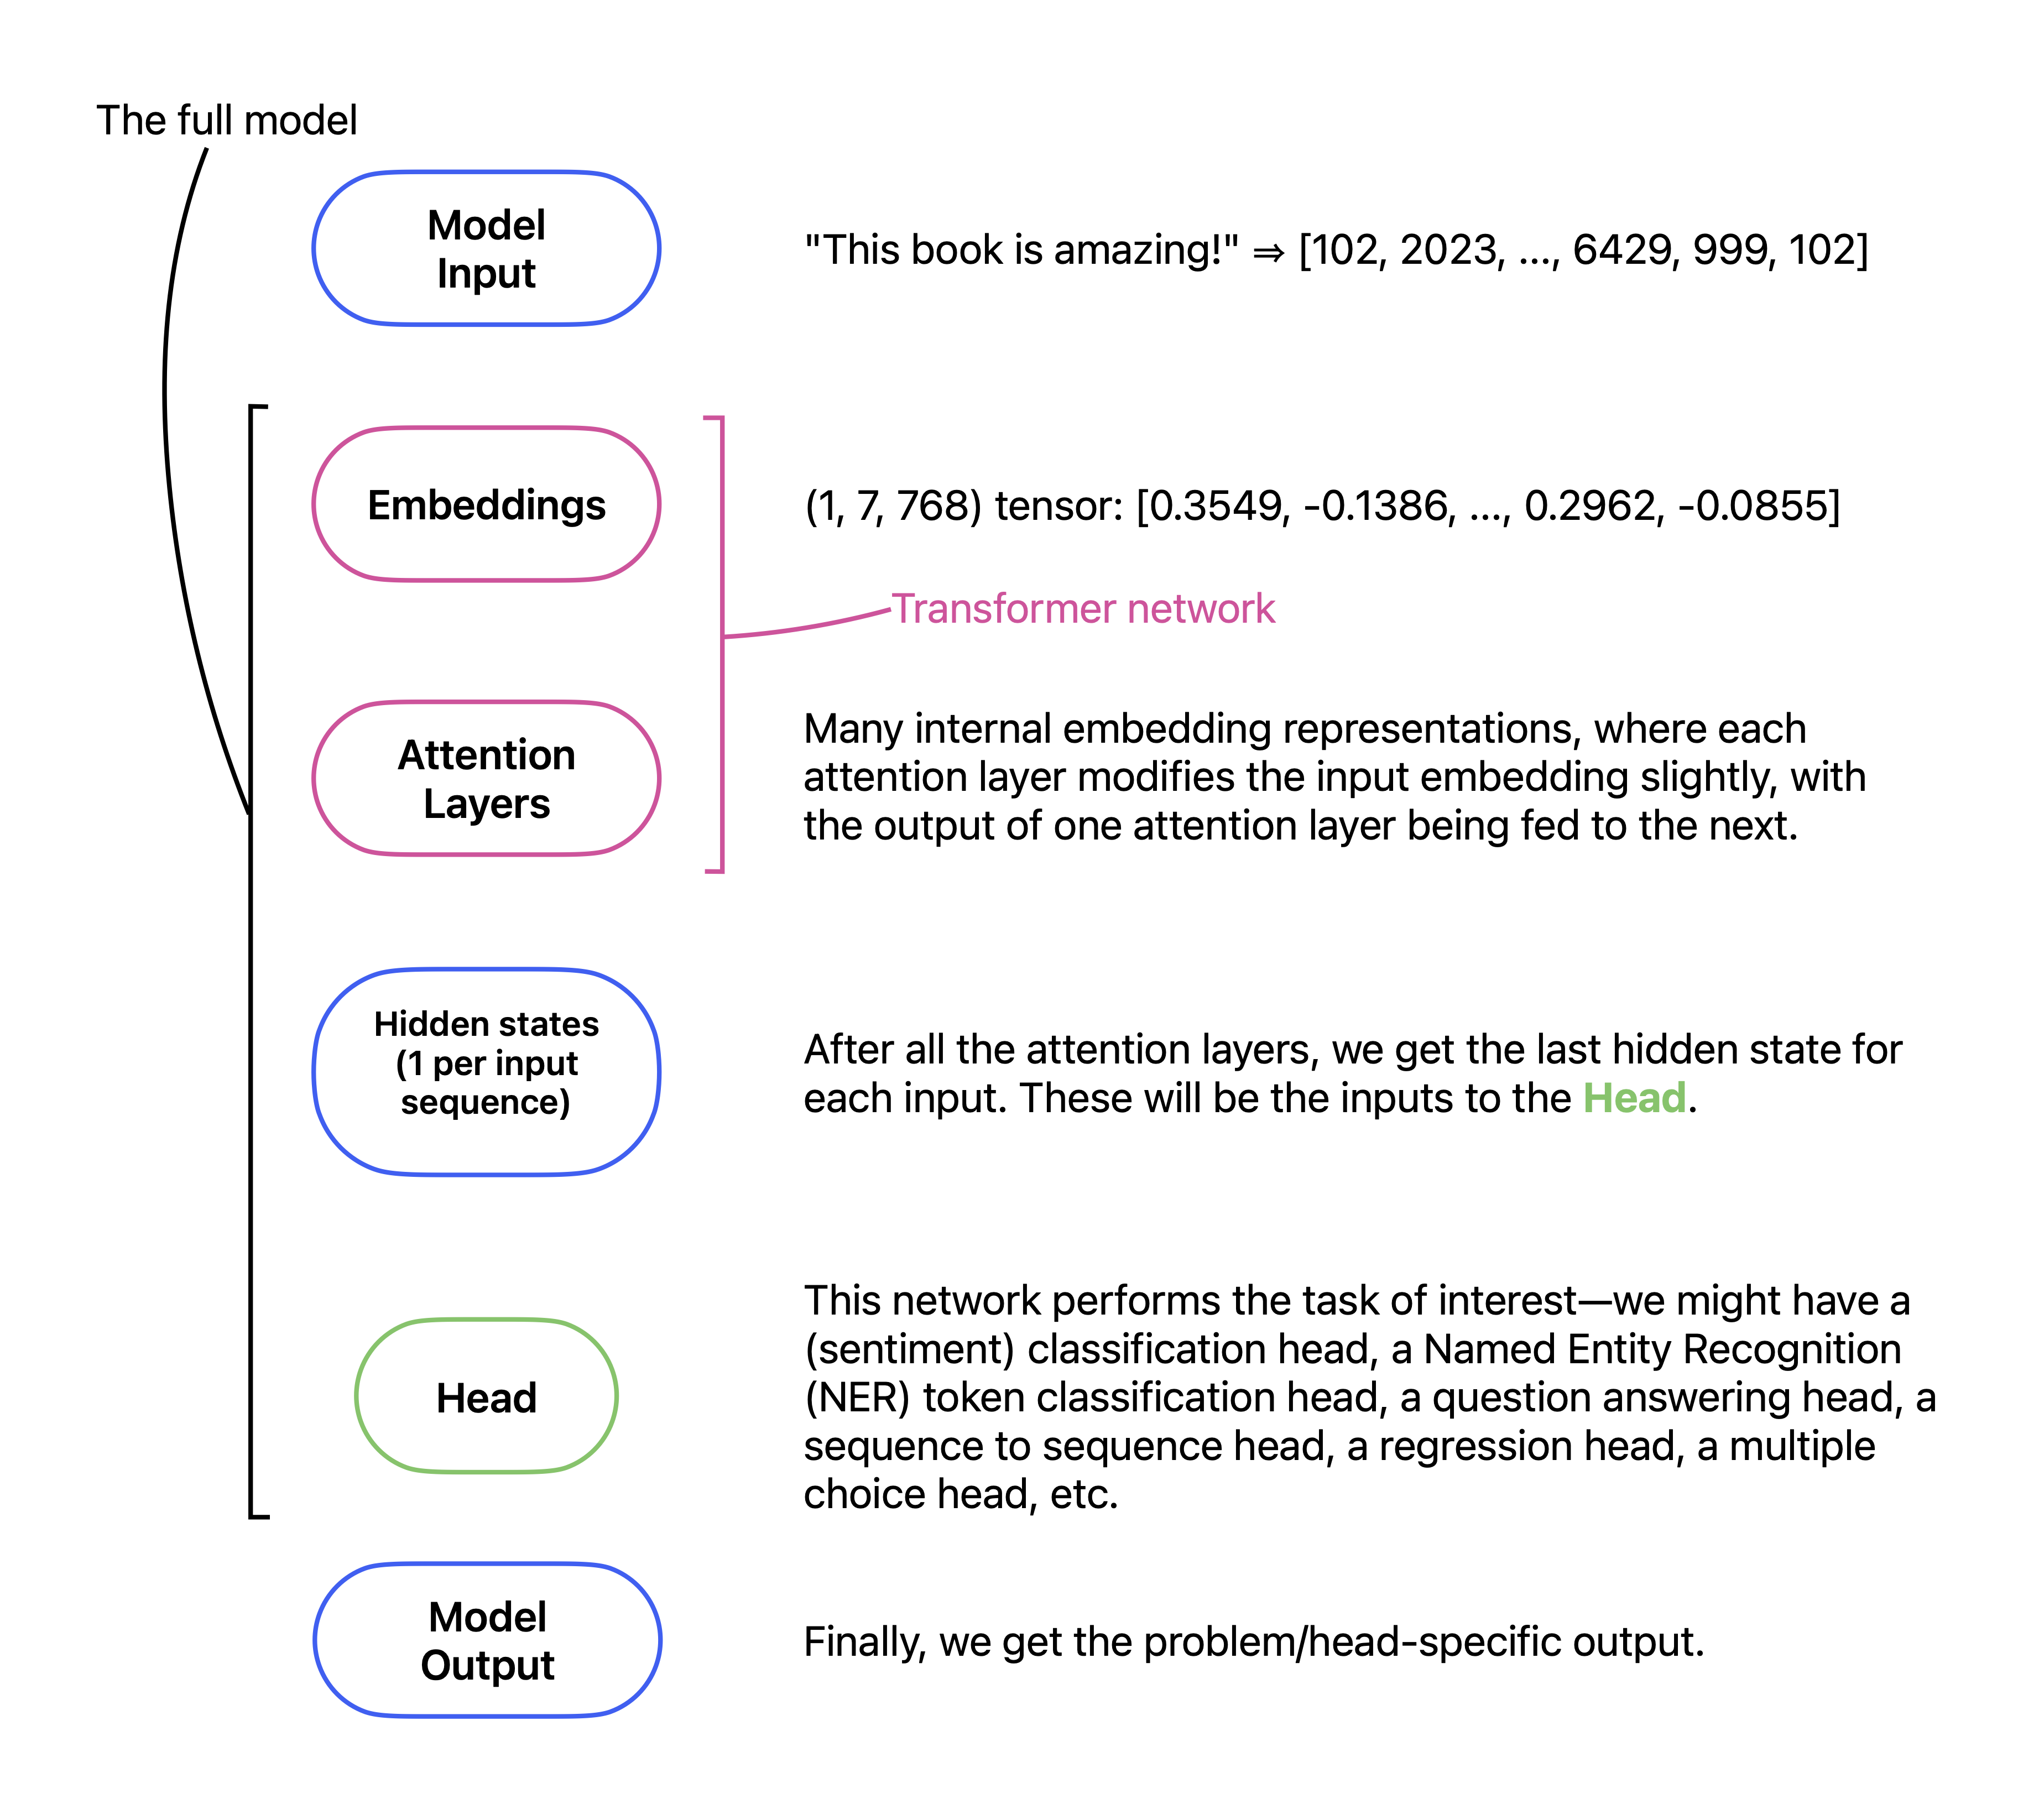 The full model
Model
Input
"This book is amazing!" ⇒ [102, 2023, ..., 6429, 999, 102]
Embeddings
(1, 7, 768) tensor: [0.3549, -0.1386, ..., 0.2962, -0.0855]
Transformer network
Attention
Layers
Many internal embedding representations, where each
attention layer modifies the input embedding slightly, with
the output of one attention layer being fed to the next.
Hidden states
(1 per input
sequence)
After all the attention layers, we get the last hidden state for
each input. These will be the inputs to the Head.
Head
This network performs the task of interest—we might have a
(sentiment) classification head, a Named Entity Recognition
(NER) token classification head, a question answering head, a
sequence to sequence head, a regression head, a multiple
choice head, etc.
Model
Output
Finally, we get the problem/head-specific output.